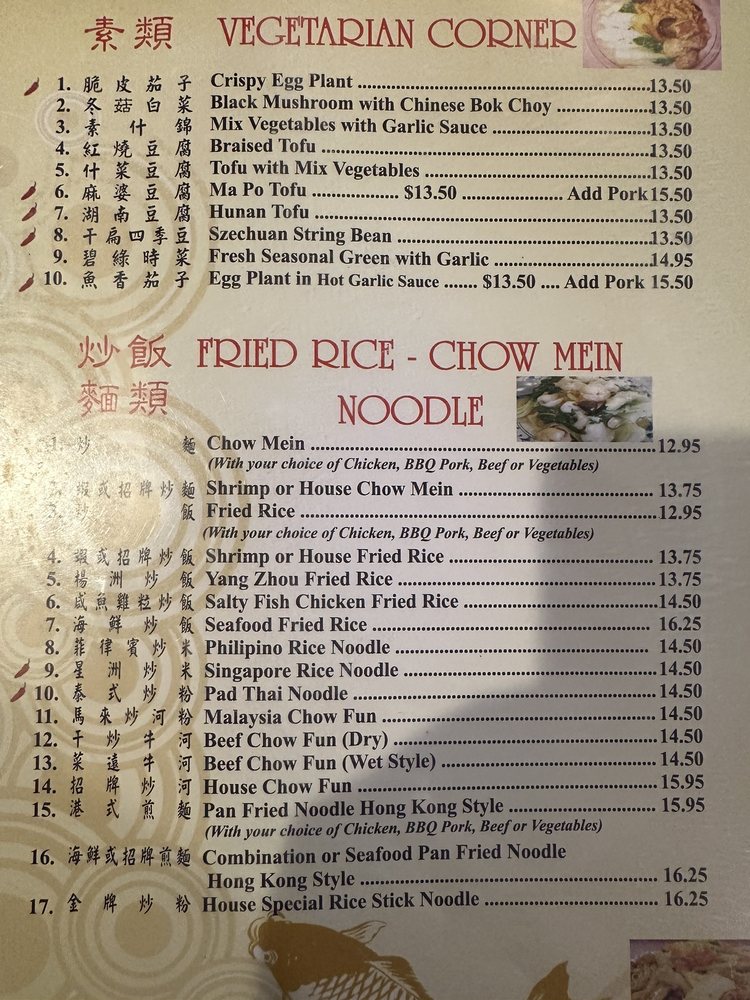 素類 VEGETARIAN CORNER
1. 脆皮茄子 Crispy Egg Plant 13.50
2. 冬菇白菜 Black Mushroom with Chinese Bok Choy 13.50
3. 素什錦 Mix Vegetables with Garlic Sauce 13.50
4. 紅燒豆腐 Braised Tofu 13.50
5. 什菜豆腐 Tofu with Mix Vegetables 13.50
6. 麻婆豆腐 Ma Po Tofu $13.50 Add Pork 15.50
7. 湖南豆腐 Hunan Tofu 13.50
8. 干扁四季豆 Szechuan String Bean 13.50
9. 碧綠時菜 Fresh Seasonal Green with Garlic 14.95
10. 魚香茄子 Egg Plant in Hot Garlic Sauce $13.50 Add Pork 15.50
炒飯 FRIED RICE - CHOW MEIN
麵類 NOODLE
1. 炒麵 Chow Mein 12.95
(With your choice of Chicken, BBQ Pork, Beef or Vegetables)
2. 蝦或招牌炒麵 Shrimp or House Chow Mein 13.75
3. 炒飯 Fried Rice 12.95
(With your choice of Chicken, BBQ Pork, Beef or Vegetables)
4. 蝦或招牌炒飯 Shrimp or House Fried Rice 13.75
5. 楊洲炒飯 Yang Zhou Fried Rice 13.75
6. 咸魚雞粒炒飯 Salty Fish Chicken Fried Rice 14.50
7. 海鮮炒飯 Seafood Fried Rice 16.25
8. 菲律賓炒米 Philipino Rice Noodle 14.50
9. 星洲炒米 Singapore Rice Noodle 14.50
10. 泰式炒粉 Pad Thai Noodle 14.50
11. 馬來炒河粉 Malaysia Chow Fun 14.50
12. 干炒牛河 Beef Chow Fun (Dry) 14.50
13. 菜遠牛河 Beef Chow Fun (Wet Style) 14.50
14. 招牌炒河 House Chow Fun 15.95
15. 港式煎麵 Pan Fried Noodle Hong Kong Style 15.95
(With your choice of Chicken, BBQ Pork, Beef or Vegetables)
16. 海鮮或招牌煎麵 Combination or Seafood Pan Fried Noodle
Hong Kong Style 16.25
17. 金牌炒粉 House Special Rice Stick Noodle 16.25